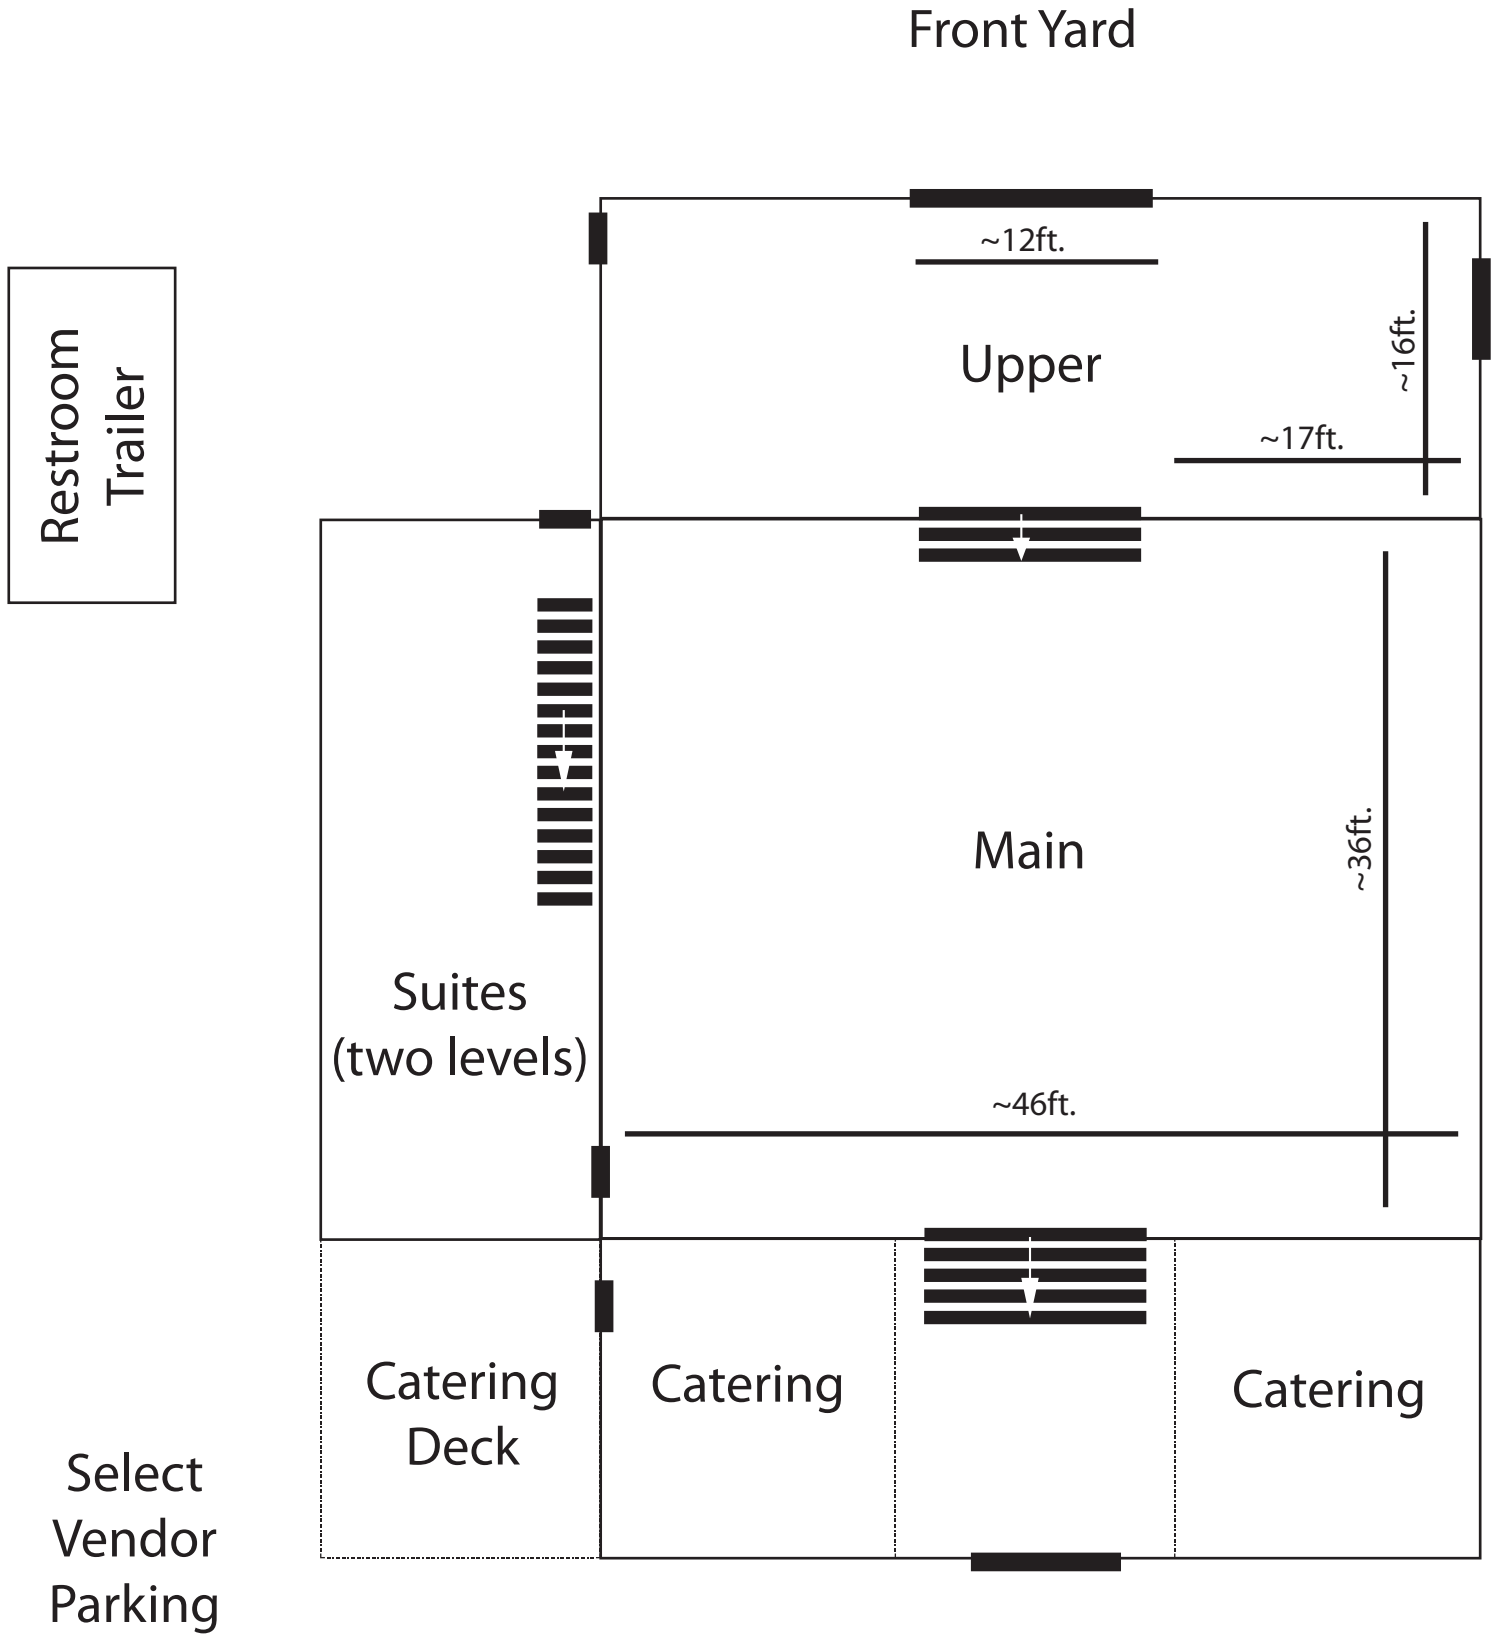 Front Yard
~12ft.
~16ft.
Upper
~17ft.
Restroom
Trailer
Main
~36ft.
Suites
(two levels)
~46ft.
Catering
Deck
Catering
Catering
Select
Vendor
Parking